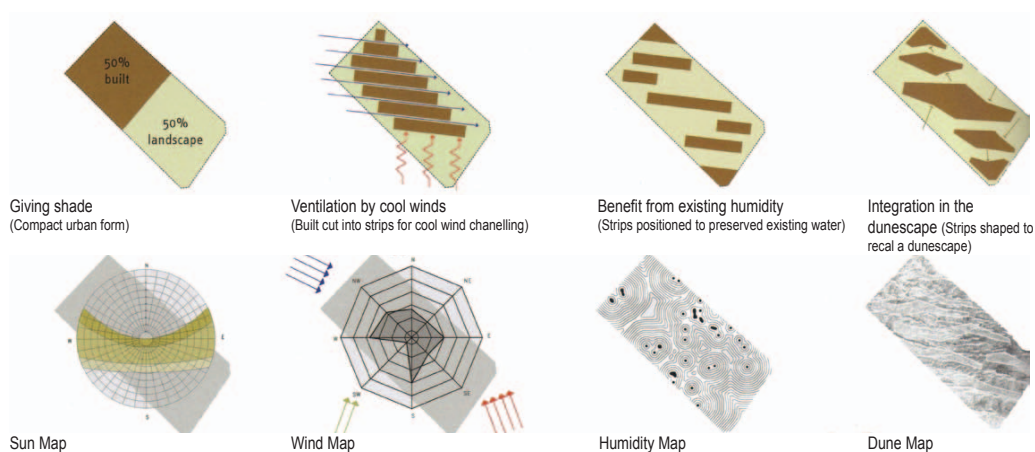 50%
built
50%
landscape
Giving shade
(Compact urban form)
Ventilation by cool winds
(Built cut into strips for cool wind chanelling)
Benefit from existing humidity
(Strips positioned to preserved existing water)
Integration in the
dunescape (Strips shaped to
recal a dunescape)
N
W
E
S
Sun Map
N
NW
NE
W
E
SW
SE
S
Wind Map
Humidity Map
Dune Map